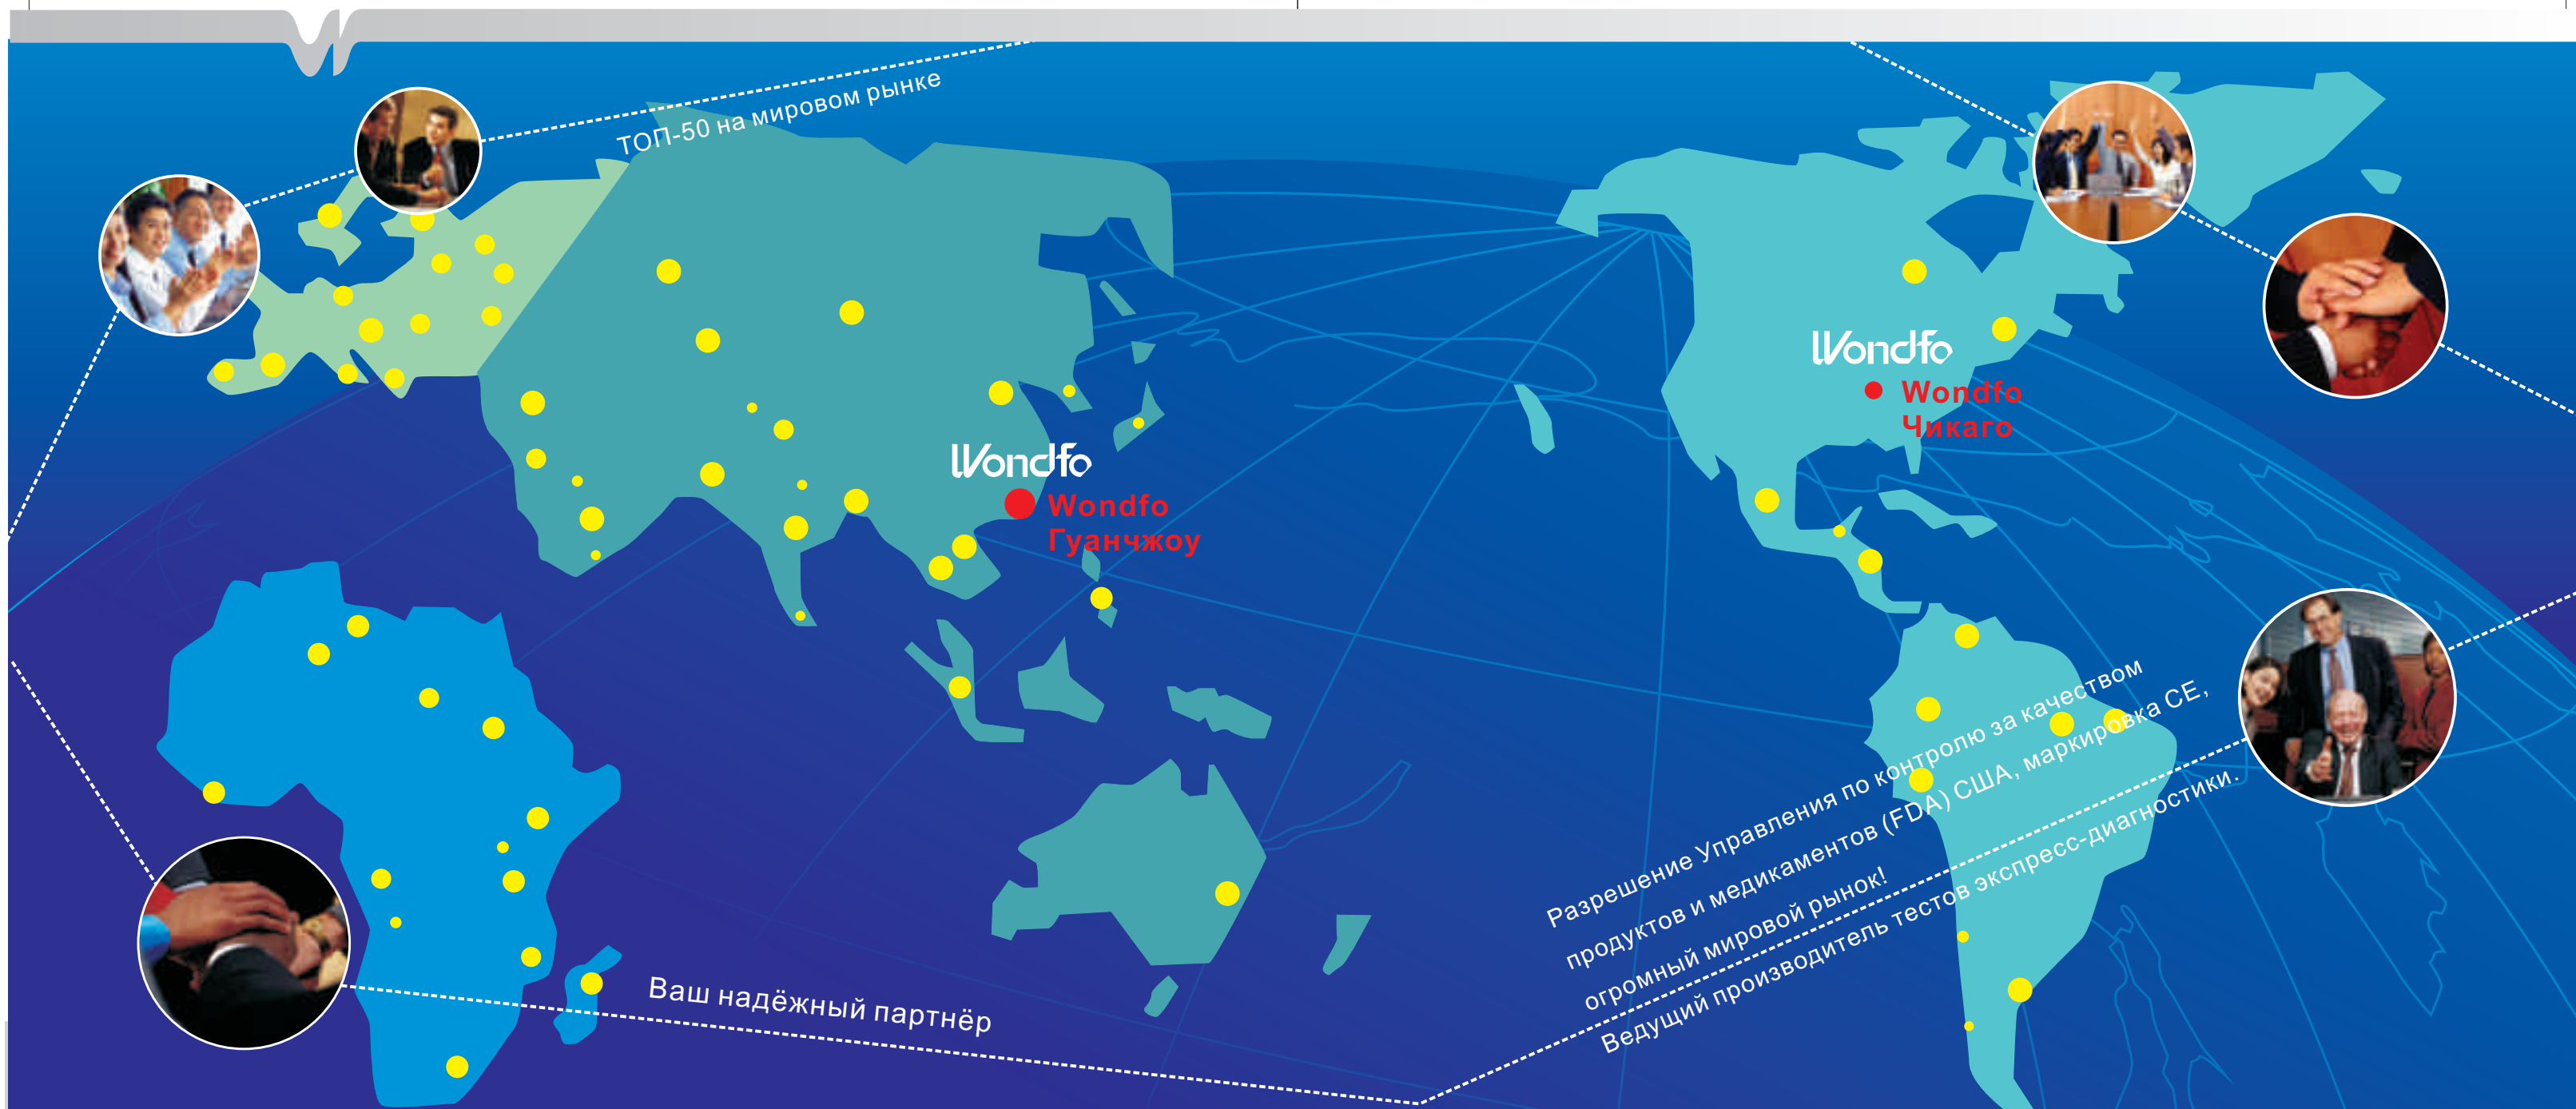 ТОП-50 на мировом рынке
Wondfo
Wondfo
Чикаго
Wondfo
Wondfo
Гуанчжоу
Разрешение Управления по контролю за качеством
продуктов и медикаментов (FDA) США, маркировка CE,
огромный мировой рынок!
Ведущий производитель тестов экспресс-диагностики.
Ваш надёжный партнёр